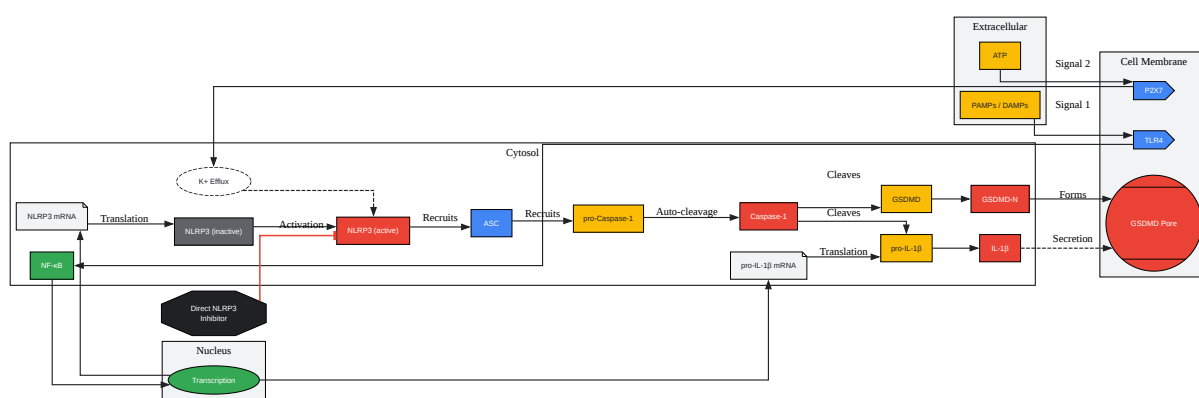 Extracellular
ATP
Signal 2
Cell Membrane
P2X7
PAMPs / DAMPs
Signal 1
TLR4
Cytosol
K+ Efflux
Cleaves
NLRP3 mRNA
Translation
NLRP3 (inactive)
Activation
NLRP3 (active)
Recruits
ASC
Recruits
pro-Caspase-1
Auto-cleavage
Caspase-1
Cleaves
GSDMD
GSDMD-N
Forms
GSDMD Pore
NF-κB
pro-IL-1β mRNA
Translation
pro-IL-1β
IL-1β
Secretion
Direct NLRP3
Inhibitor
Nucleus
Transcription